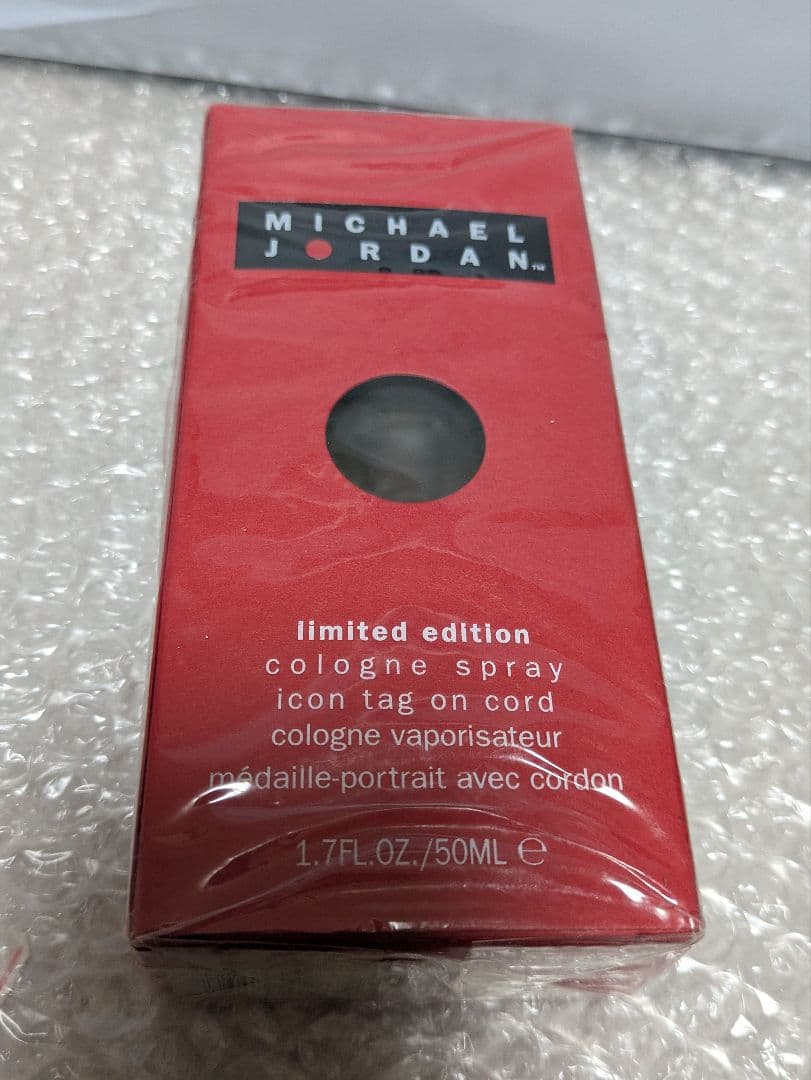 MICHAEL
JORDAN™
limited edition
cologne spray
icon tag on cord
cologne vaporisateur
médaille-portrait avec cordon
1.7FL.OZ./50ML ℮